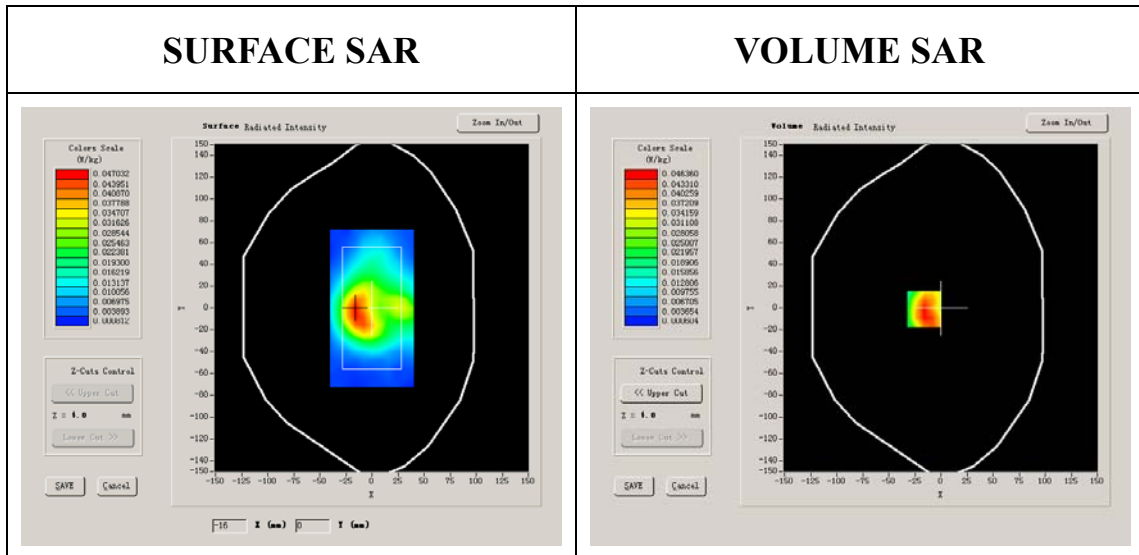 SURFACE SAR
VOLUME SAR
Surface Radiated Intensity
Zoom In/Out
Colors Scale
(W/kg)
0.047032
0.043951
0.040870
0.037788
0.034707
0.031626
0.028544
0.025463
0.022381
0.019300
0.016219
0.013137
0.010056
0.006975
0.003893
0.000812
150
140
120
100
80
60
40
20
0
-20
-40
-60
-80
-100
-120
-140
-150
Y
-150 -125 -100 -75 -50 -25 0 25 50 75 100 125 150
X
Z-Cuts Control
<< Upper Cut
Z = 4.0 mm
Lower Cut >>
SAVE Cancel
-16 X (mm) 0 Y (mm)
Volume Radiated Intensity
Zoom In/Out
Colors Scale
(W/kg)
0.046360
0.043310
0.040259
0.037209
0.034159
0.031108
0.028058
0.025007
0.021957
0.018906
0.015856
0.012806
0.009755
0.006705
0.003654
0.000604
150
140
120
100
80
60
40
20
0
-20
-40
-60
-80
-100
-120
-140
-150
Y
-150 -125 -100 -75 -50 -25 0 25 50 75 100 125 150
X
Z-Cuts Control
<< Upper Cut
Z = 4.0 mm
Lower Cut >>
SAVE Cancel